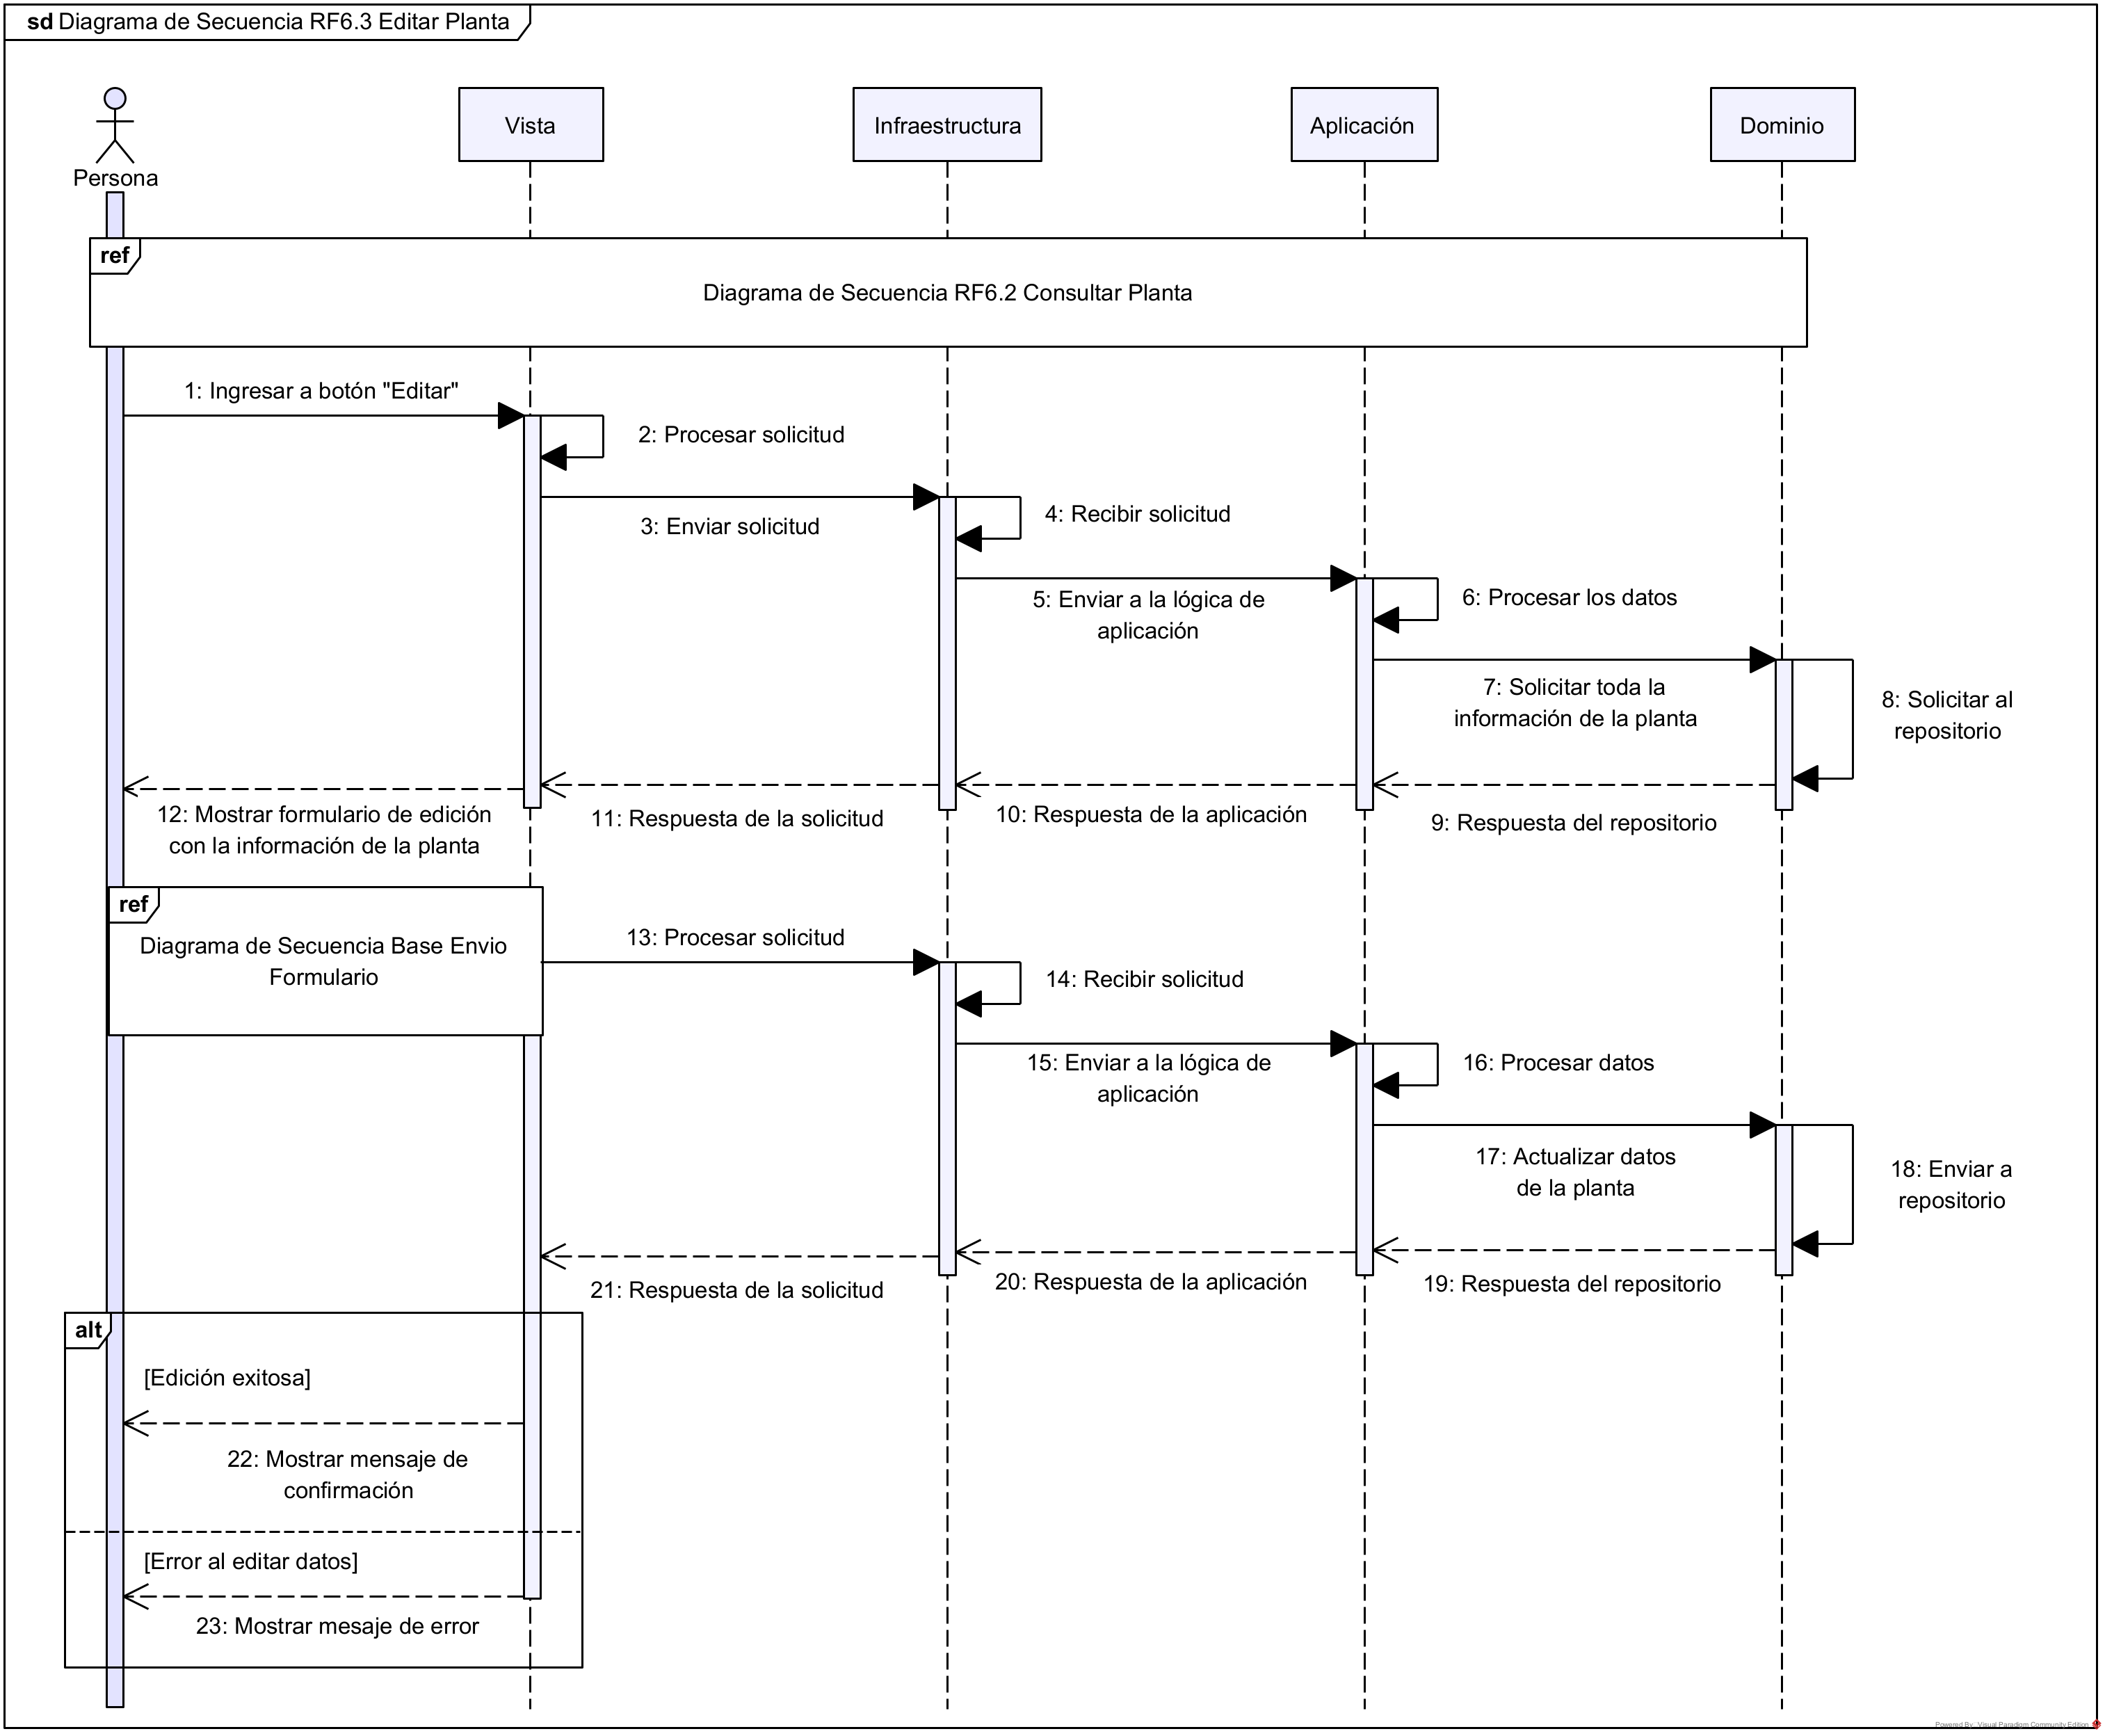 sd Diagrama de Secuencia RF6.3 Editar Planta
Persona
Vista
Infraestructura
Aplicación
Dominio
ref
Diagrama de Secuencia RF6.2 Consultar Planta
1: Ingresar a botón "Editar"
2: Procesar solicitud
3: Enviar solicitud
4: Recibir solicitud
5: Enviar a la lógica de
aplicación
6: Procesar los datos
7: Solicitar toda la
información de la planta
8: Solicitar al
repositorio
9: Respuesta del repositorio
10: Respuesta de la aplicación
11: Respuesta de la solicitud
12: Mostrar formulario de edición
con la información de la planta
ref
Diagrama de Secuencia Base Envio
Formulario
13: Procesar solicitud
14: Recibir solicitud
15: Enviar a la lógica de
aplicación
16: Procesar datos
17: Actualizar datos
de la planta
18: Enviar a
repositorio
19: Respuesta del repositorio
20: Respuesta de la aplicación
21: Respuesta de la solicitud
alt
[Edición exitosa]
22: Mostrar mensaje de
confirmación
[Error al editar datos]
23: Mostrar mesaje de error
Powered By: Visual Paradigm Community Edition